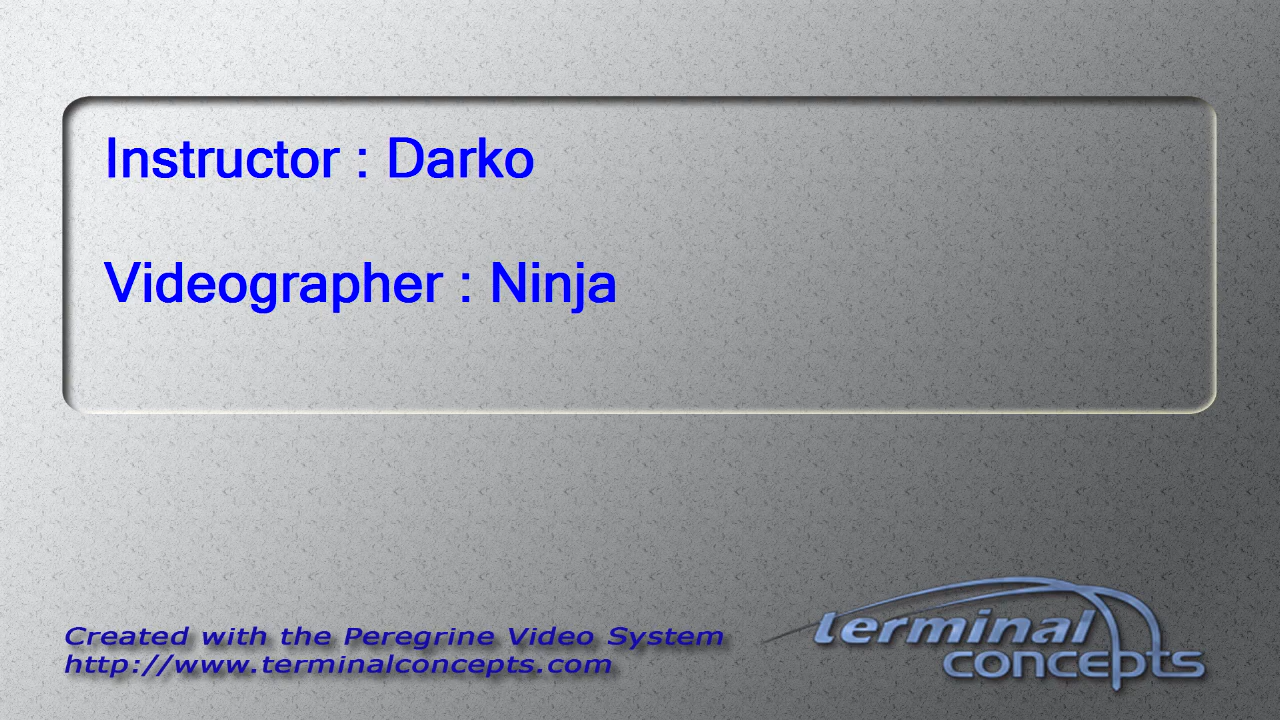 Instructor : Darko
Videographer : Ninja
Created with the Peregrine Video System
http://www.terminalconcepts.com
terminal
concepts